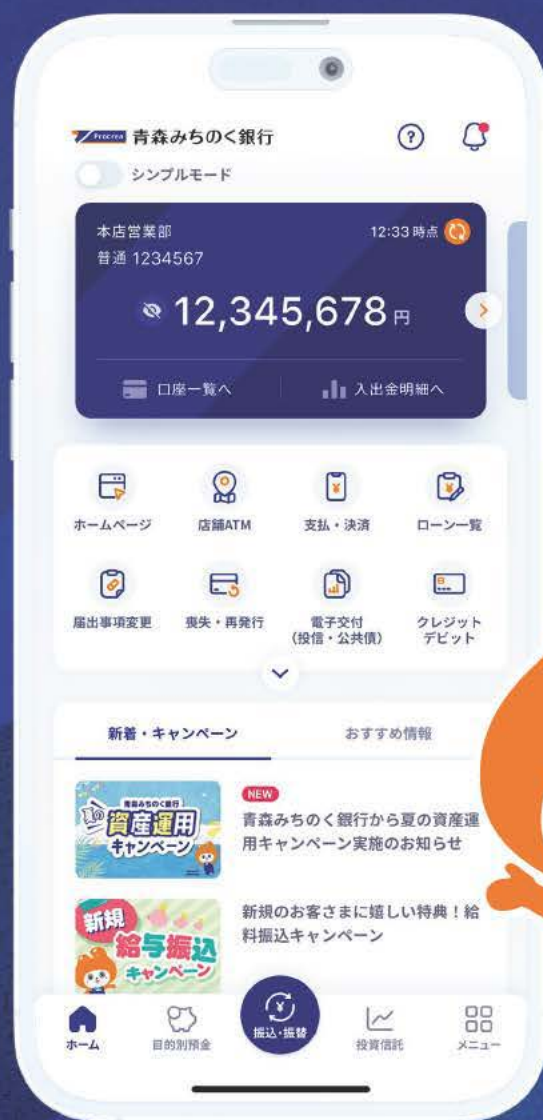 Procrea 青森みちのく銀行
シンプルモード
本店営業部
12:33 時点
普通 1234567
12,345,678 円
口座一覧へ
入出金明細へ
ホームページ
店舗ATM
支払・決済
ローン一覧
届出事項変更
喪失・再発行
電子交付
(投信・公共債)
クレジット
デビット
新着・キャンペーン
おすすめ情報
青森みちのく銀行
夏の
資産運用
キャンペーン
NEW
青森みちのく銀行から夏の資産運
用キャンペーン実施のお知らせ
新規
給与振込
キャンペーン
新規のお客さまに嬉しい特典！給
料振込キャンペーン
ホーム
目的別預金
振込・振替
投資信託
メニュー